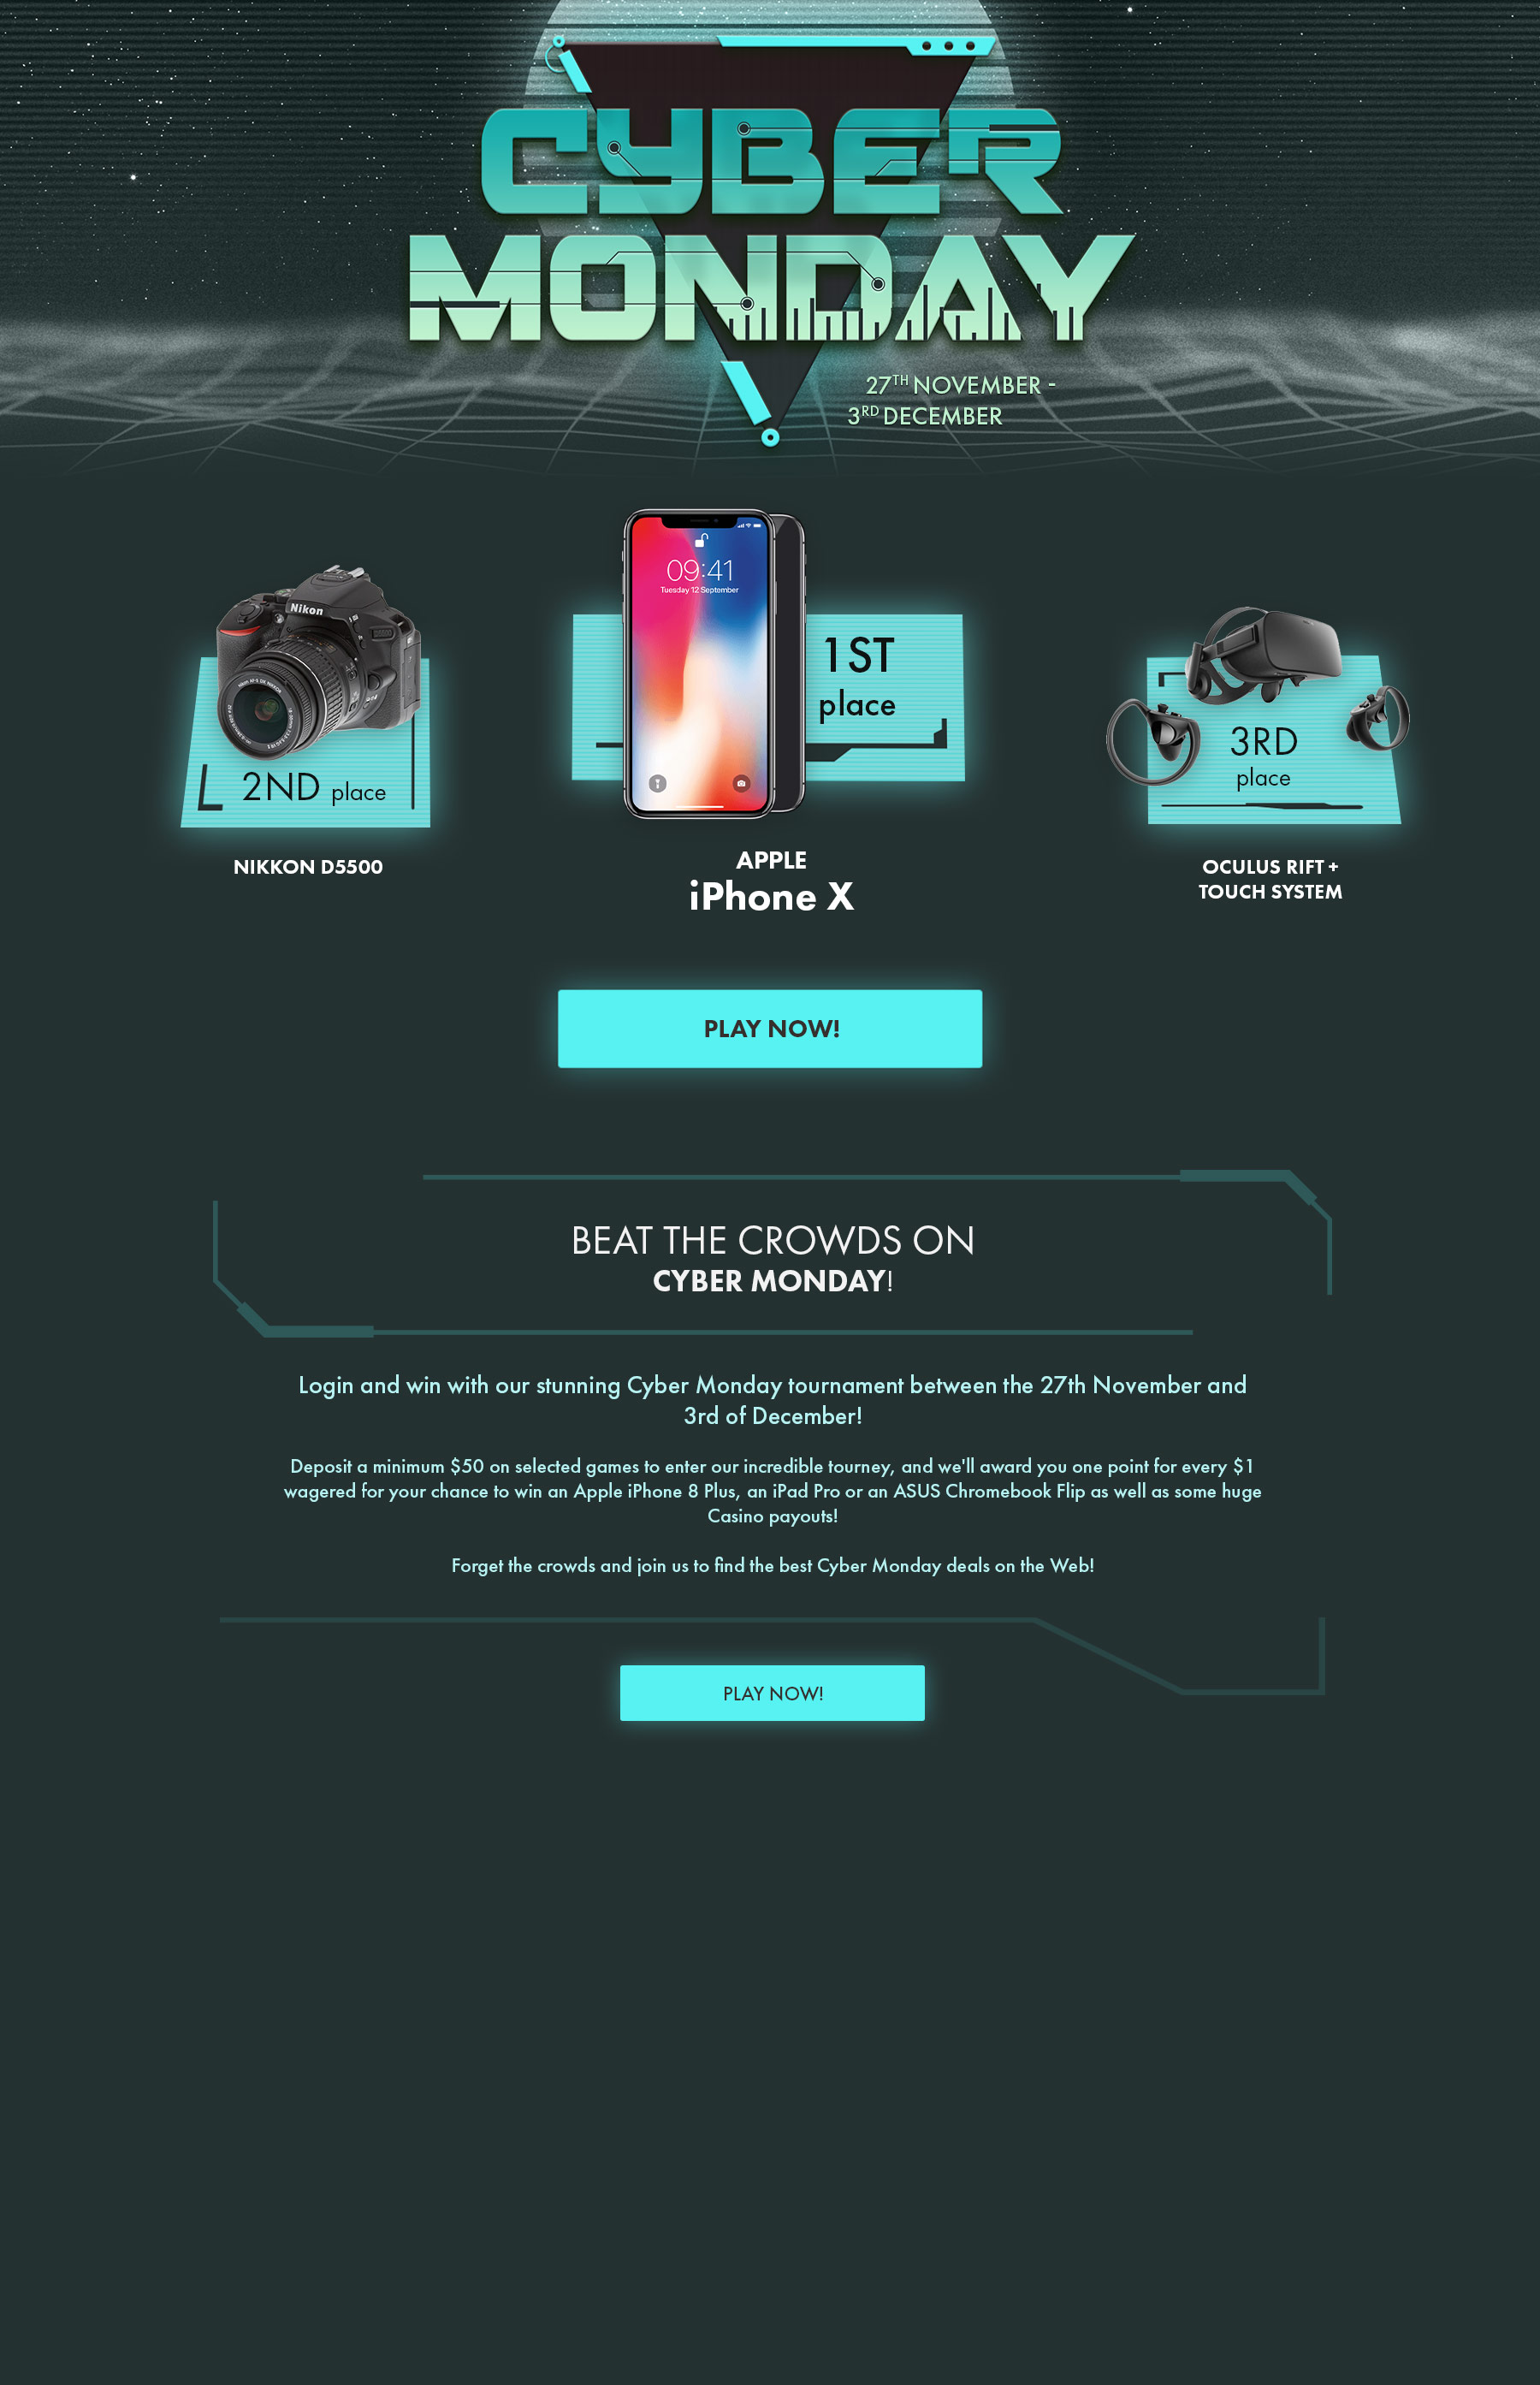 CYBER
MONDAY
27TH NOVEMBER -
3RD DECEMBER
09:41
Tuesday 12 September
Nikon
D5500
1ST
place
2ND place
3RD
place
NIKKON D5500
APPLE
iPhone X
OCULUS RIFT +
TOUCH SYSTEM
PLAY NOW!
BEAT THE CROWDS ON
CYBER MONDAY!
Login and win with our stunning Cyber Monday tournament between the 27th November and
3rd of December!
Deposit a minimum $50 on selected games to enter our incredible tourney, and we'll award you one point for every $1
wagered for your chance to win an Apple iPhone 8 Plus, an iPad Pro or an ASUS Chromebook Flip as well as some huge
Casino payouts!
Forget the crowds and join us to find the best Cyber Monday deals on the Web!
PLAY NOW!